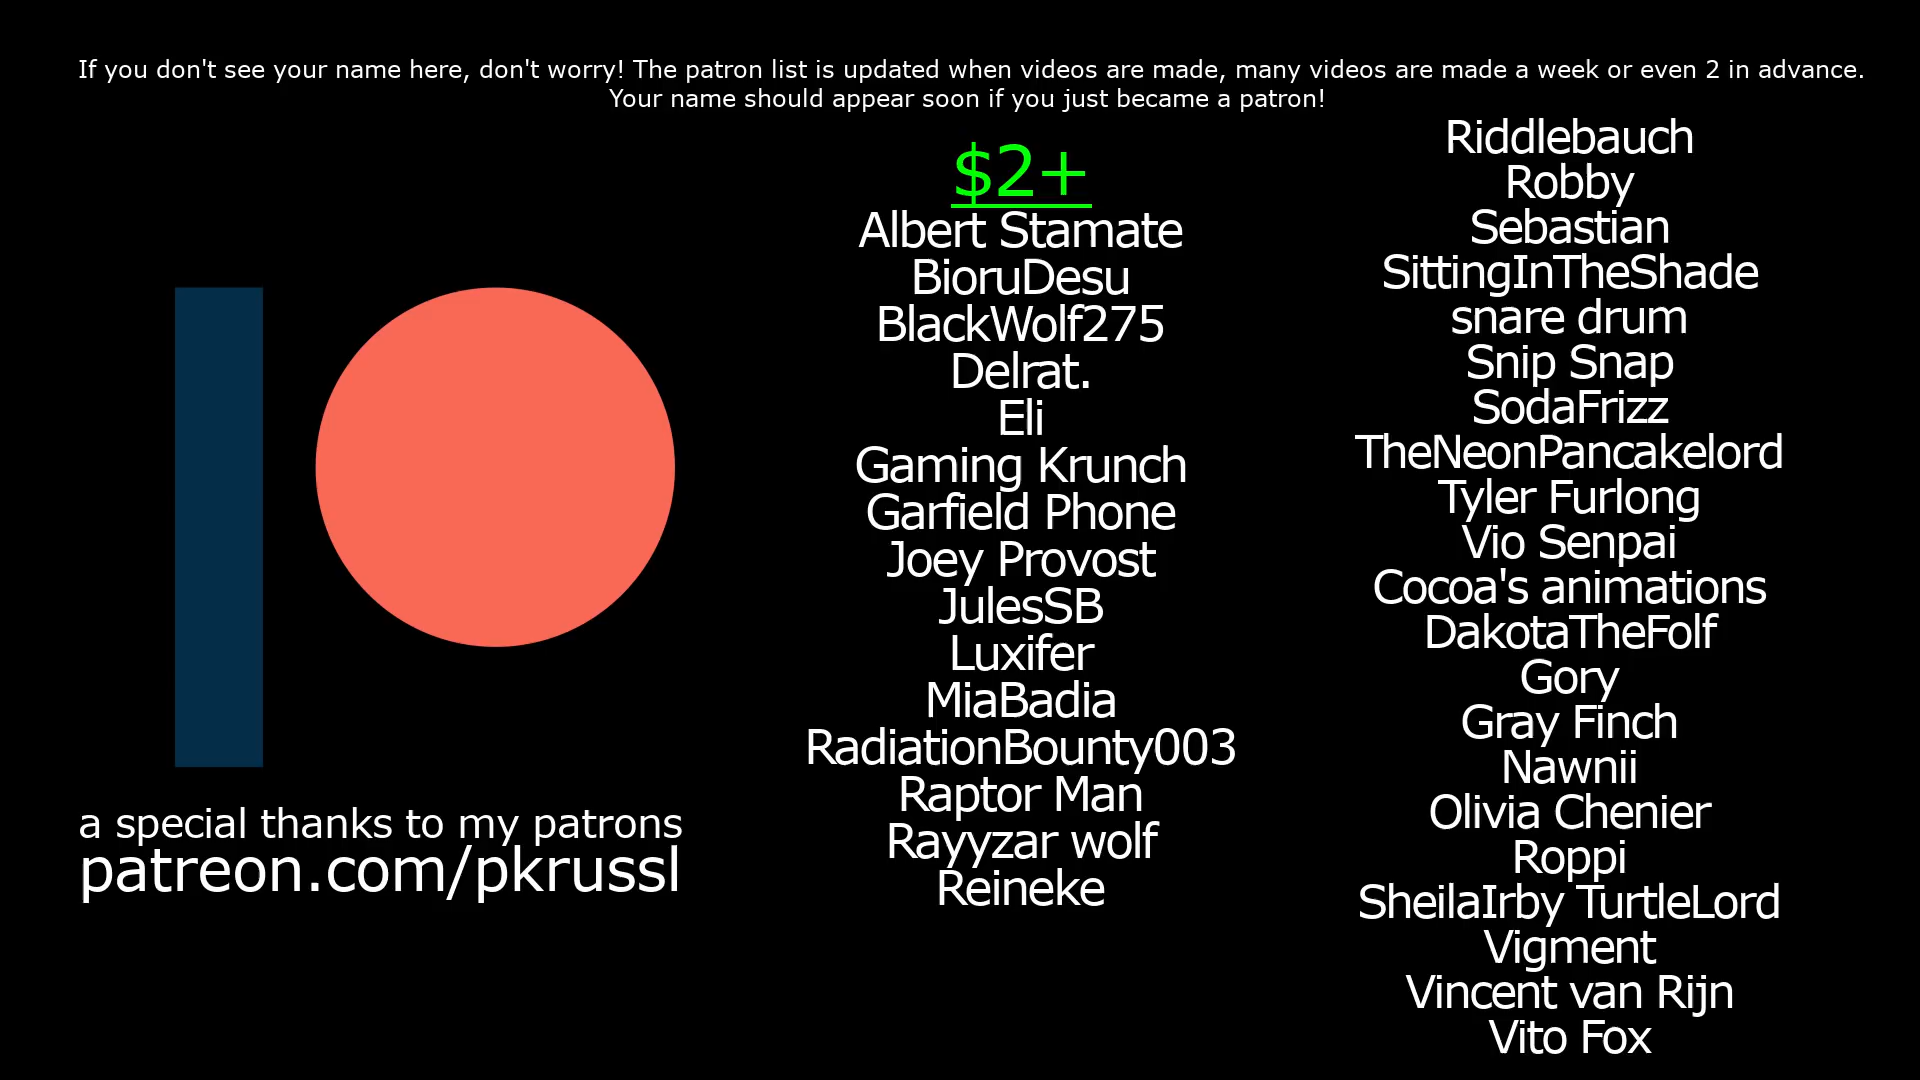 If you don't see your name here, don't worry! The patron list is updated when videos are made, many videos are made a week or even 2 in advance.
Your name should appear soon if you just became a patron!
a special thanks to my patrons
patreon.com/pkrussl
$2+
Albert Stamate
BioruDesu
BlackWolf275
Delrat.
Eli
Gaming Krunch
Garfield Phone
Joey Provost
JulesSB
Luxifer
MiaBadia
RadiationBounty003
Raptor Man
Rayyzar wolf
Reineke
Riddlebauch
Robby
Sebastian
SittingInTheShade
snare drum
Snip Snap
SodaFrizz
TheNeonPancakelord
Tyler Furlong
Vio Senpai
Cocoa's animations
DakotaTheFolf
Gory
Gray Finch
Nawnii
Olivia Chenier
Roppi
SheilaIrby TurtleLord
Vigment
Vincent van Rijn
Vito Fox